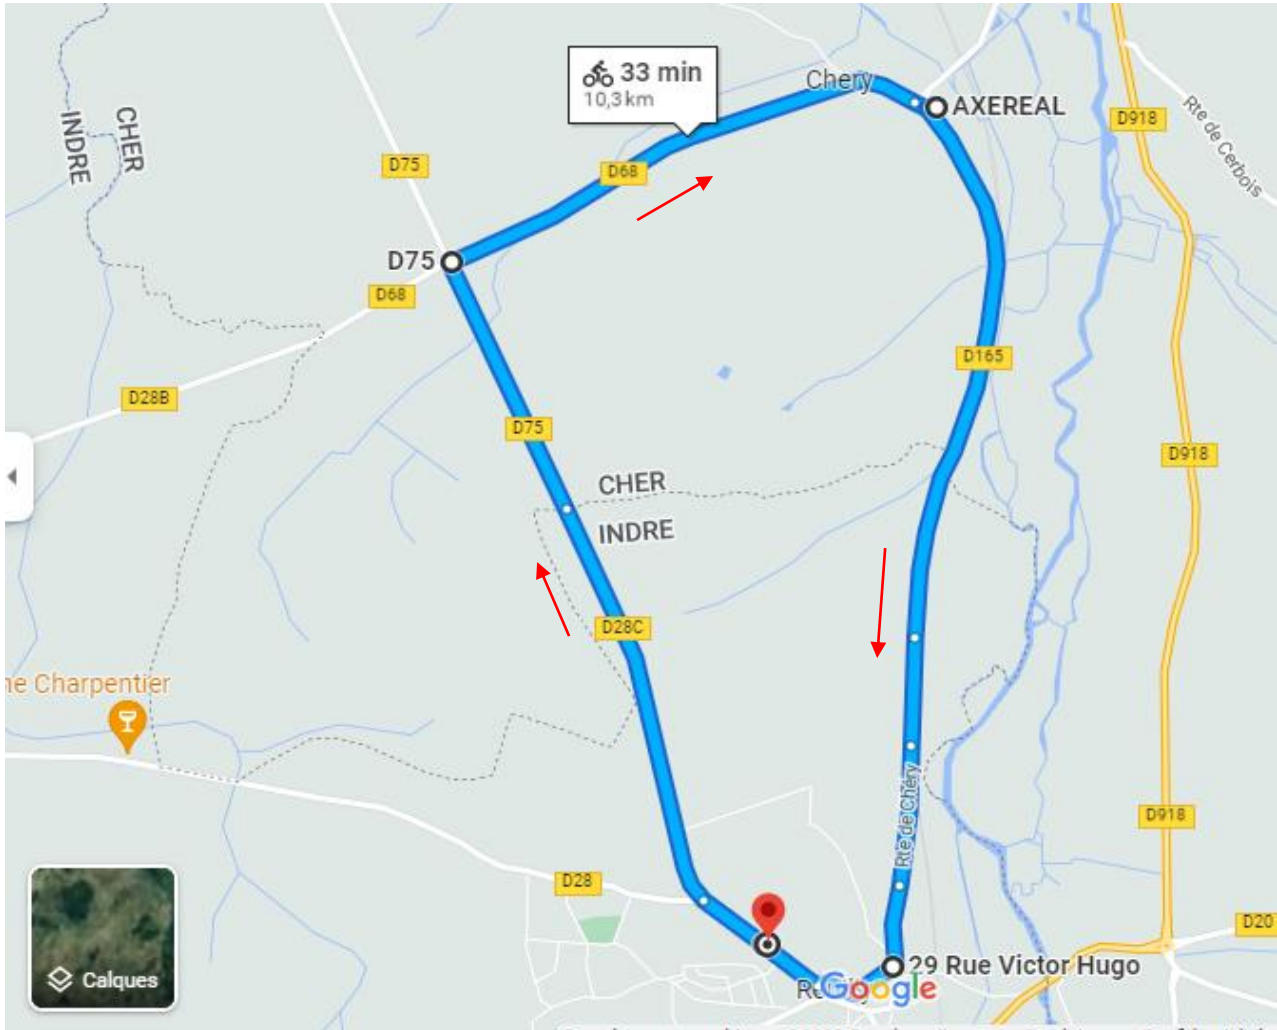 33 min
10,3 km
Chery
AXEREAL
D918
Rte de Cerbois
CHER
INDRE
D75
D68
D75
D68
D165
D28B
D75
D918
CHER
INDRE
D28C
ne Charpentier
Rte de Chéry
D918
D28
D20
29 Rue Victor Hugo
Calques
Google